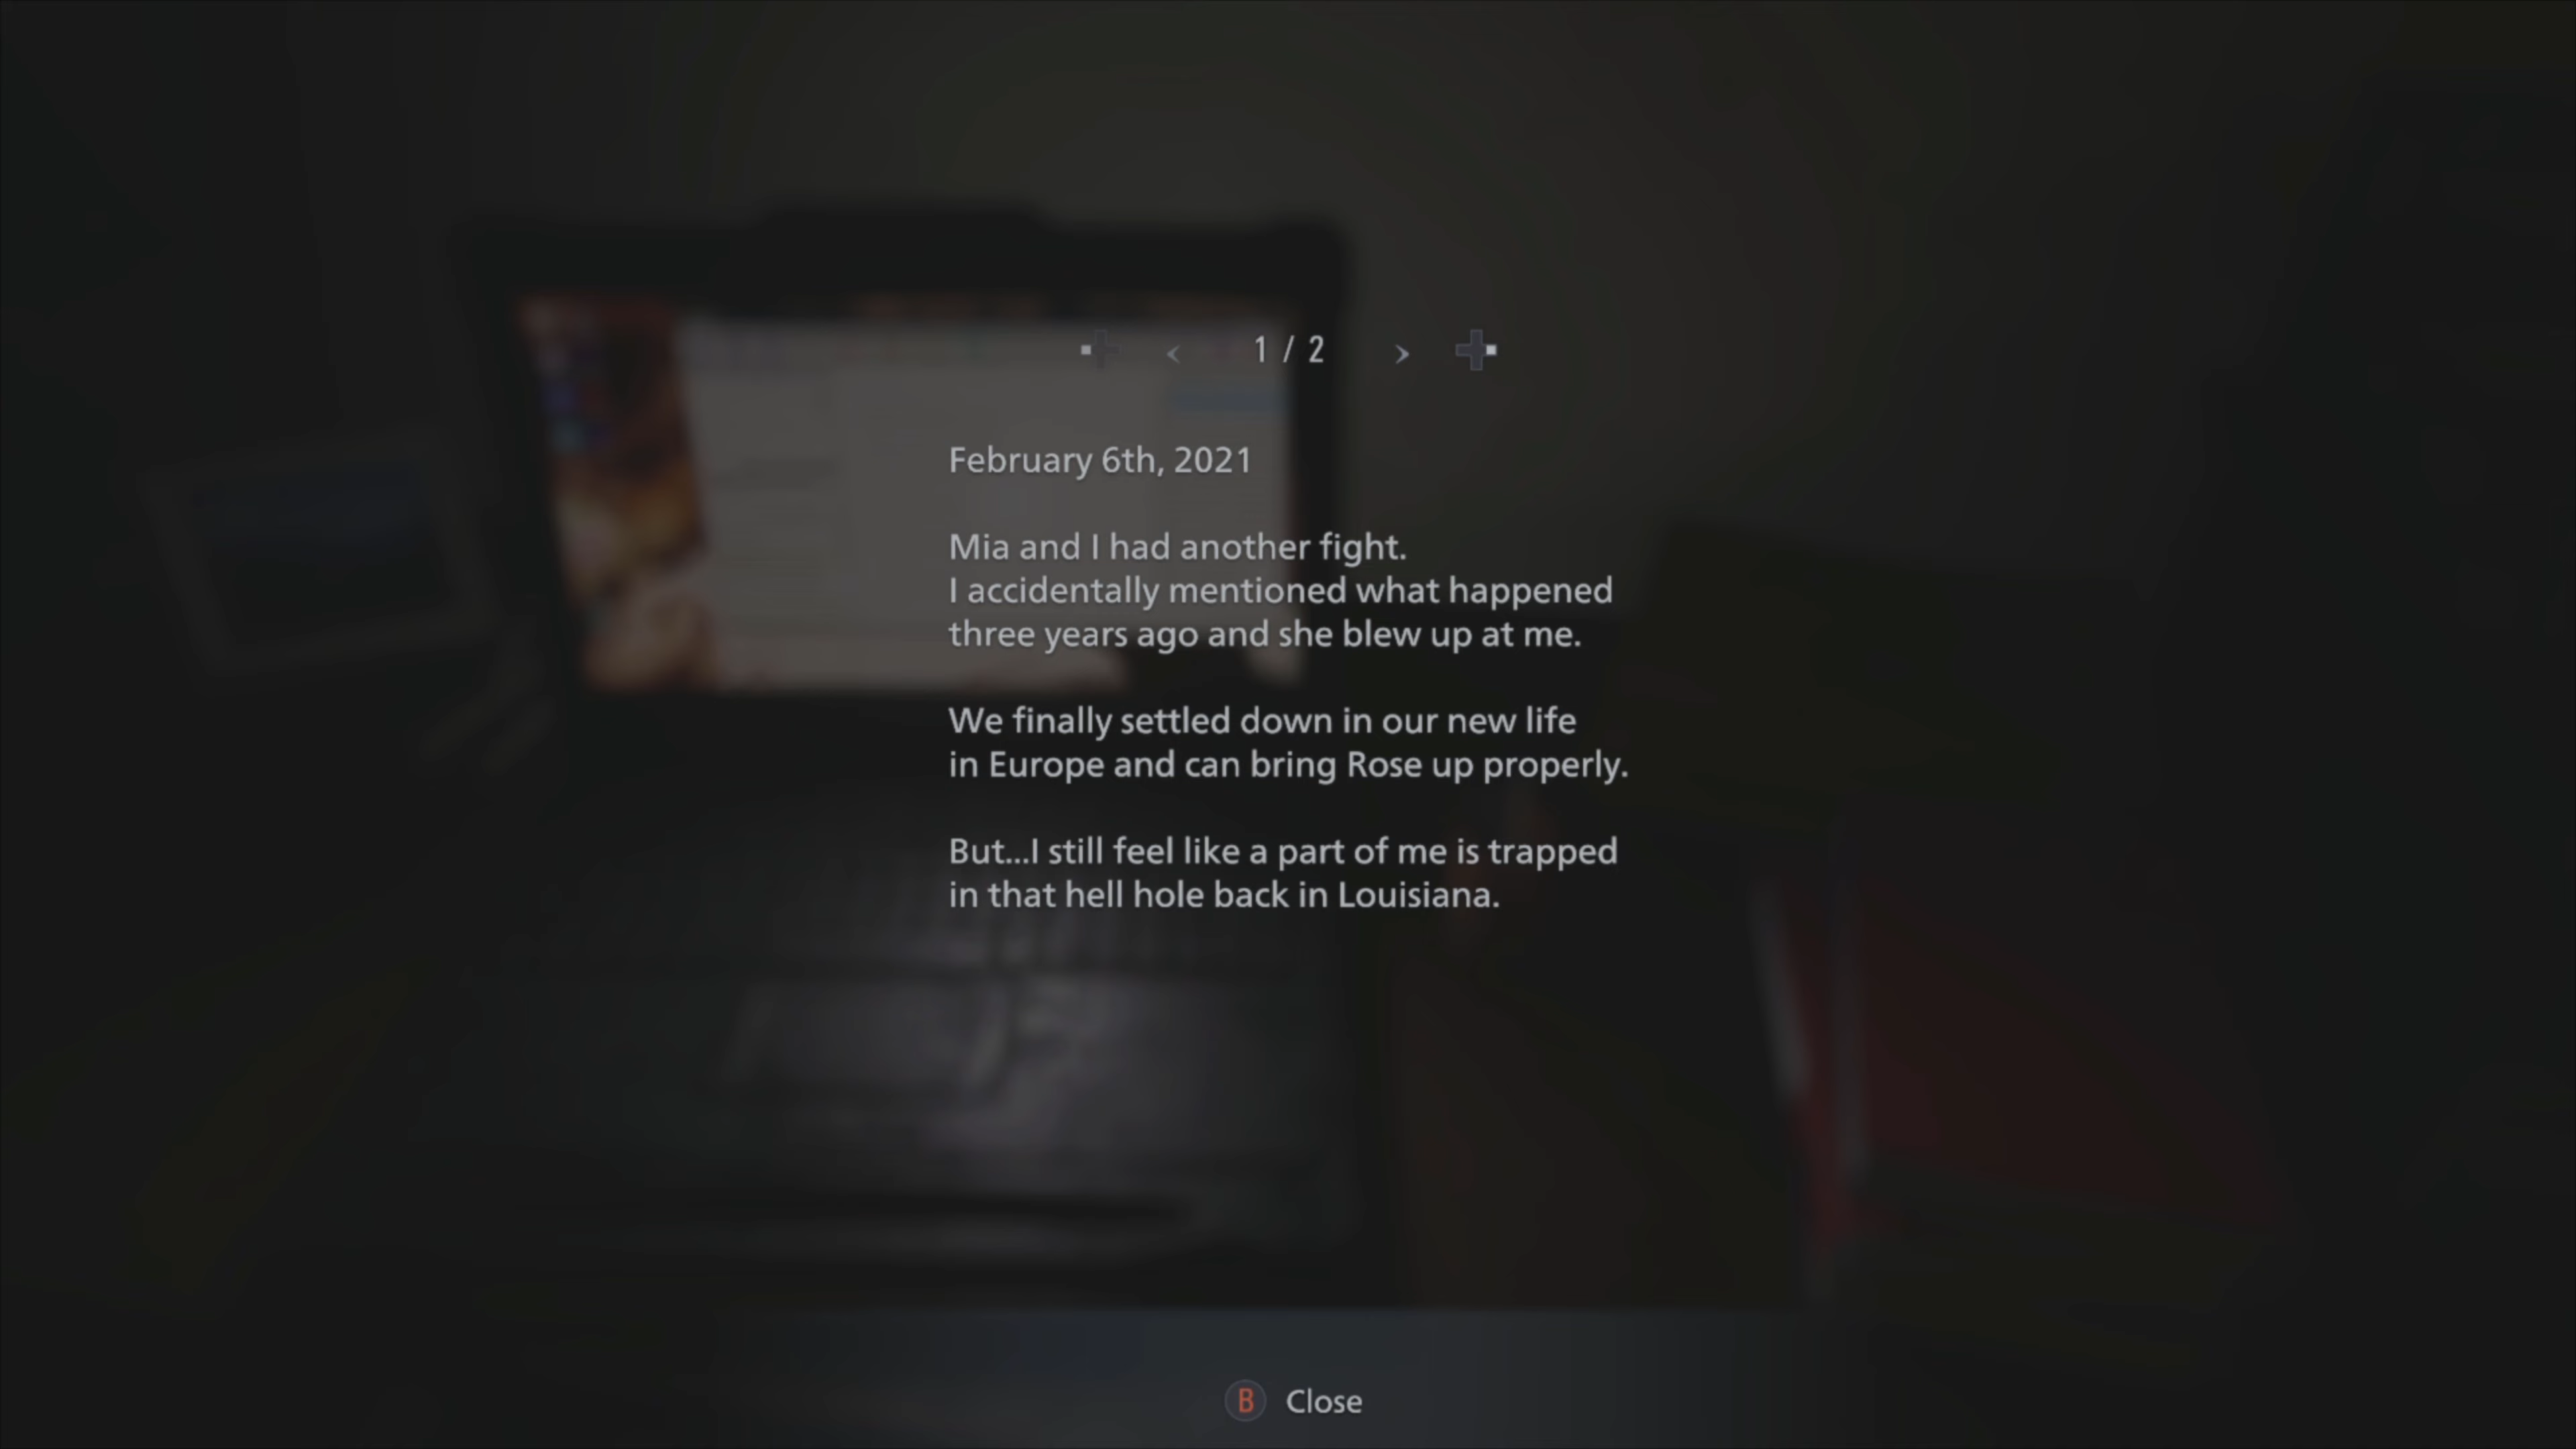 1 / 2
February 6th, 2021
Mia and I had another fight.
I accidentally mentioned what happened
three years ago and she blew up at me.
We finally settled down in our new life
in Europe and can bring Rose up properly.
But...I still feel like a part of me is trapped
in that hell hole back in Louisiana.
B Close